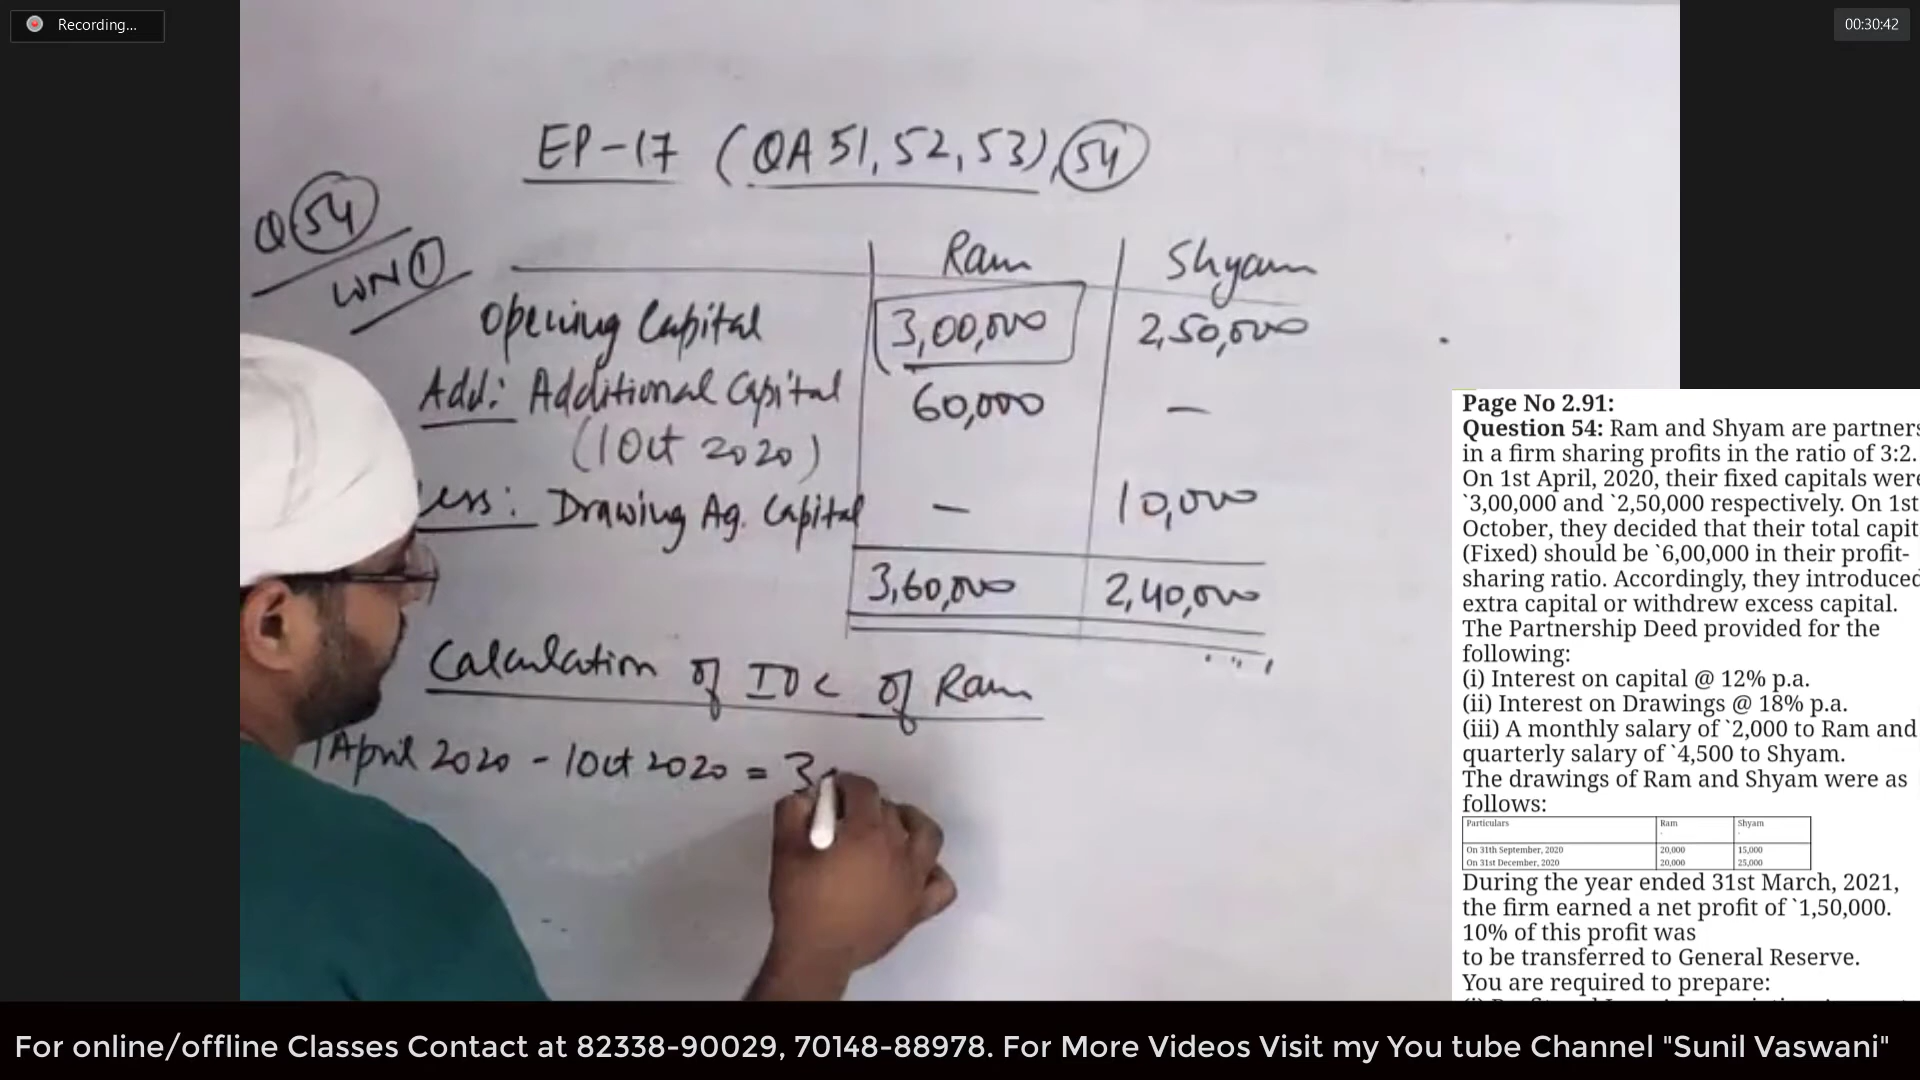 Recording...
00:30:42
EP-17 (QA 51, 52, 53), 54
Q 54
WN 1
Ram Shyam
Opening Capital 3,00,000 2,50,000
Add: Additional Capital 60,000 —
(1 Oct 2020)
ess: Drawing Ag. Capital — 10,000
3,60,000 2,40,000
Calculation of IOC of Ram
1 April 2020 - 1 Oct 2020 = 3
Page No 2.91:
Question 54: Ram and Shyam are partners
in a firm sharing profits in the ratio of 3:2.
On 1st April, 2020, their fixed capitals were
`3,00,000 and `2,50,000 respectively. On 1st
October, they decided that their total capit
(Fixed) should be `6,00,000 in their profit-
sharing ratio. Accordingly, they introduced
extra capital or withdrew excess capital.
The Partnership Deed provided for the
following:
(i) Interest on capital @ 12% p.a.
(ii) Interest on Drawings @ 18% p.a.
(iii) A monthly salary of `2,000 to Ram and
quarterly salary of `4,500 to Shyam.
The drawings of Ram and Shyam were as
follows:
Particulars Ram Shyam
On 31th September, 2020 20,000 15,000
On 31st December, 2020 20,000 25,000
During the year ended 31st March, 2021,
the firm earned a net profit of `1,50,000.
10% of this profit was
to be transferred to General Reserve.
You are required to prepare:
For online/offline Classes Contact at 82338-90029, 70148-88978. For More Videos Visit my You tube Channel "Sunil Vaswani"